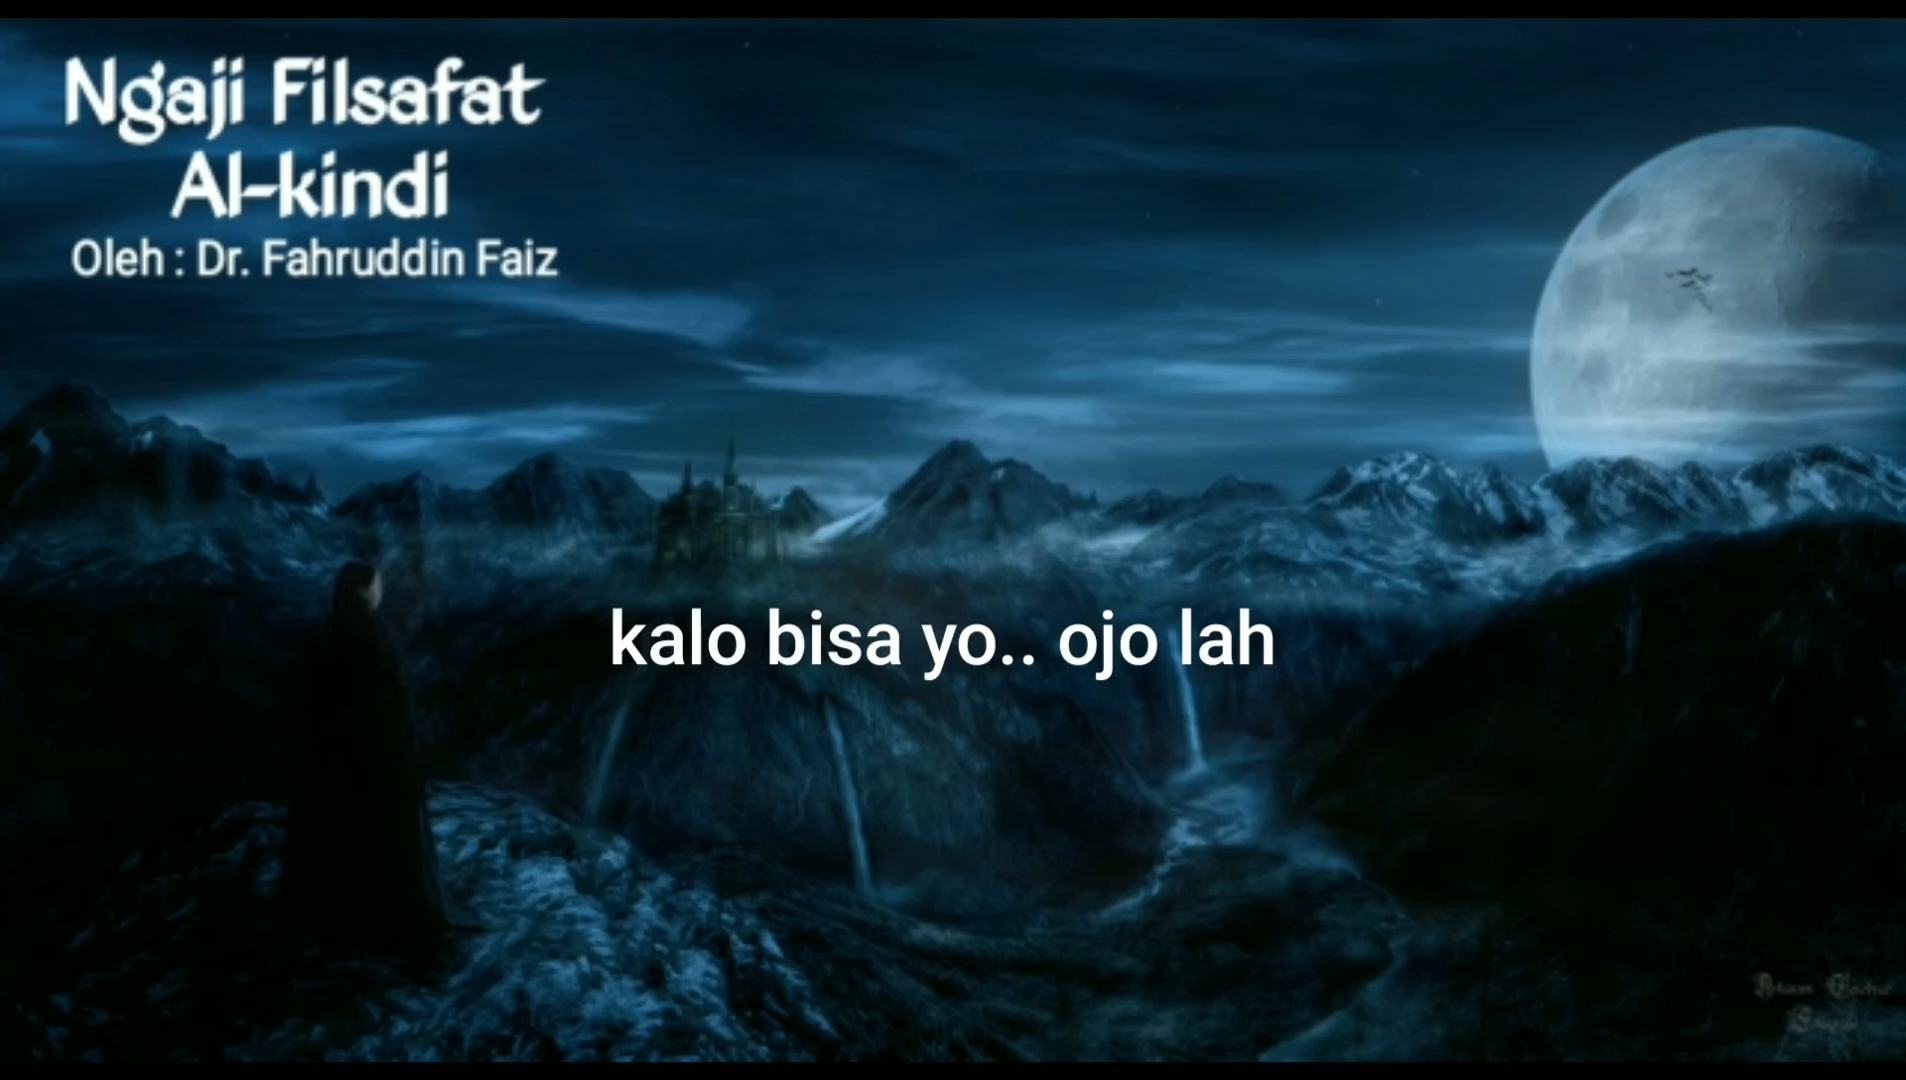 Ngaji Filsafat
Al-kindi
Oleh : Dr. Fahruddin Faiz
kalo bisa yo.. ojo lah